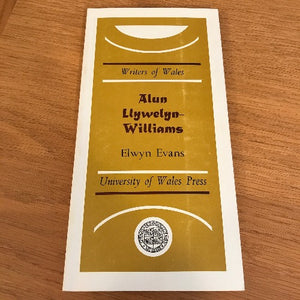 Writers of Wales
Alun
Llywelyn-
Williams
Elwyn Evans
University of Wales Press